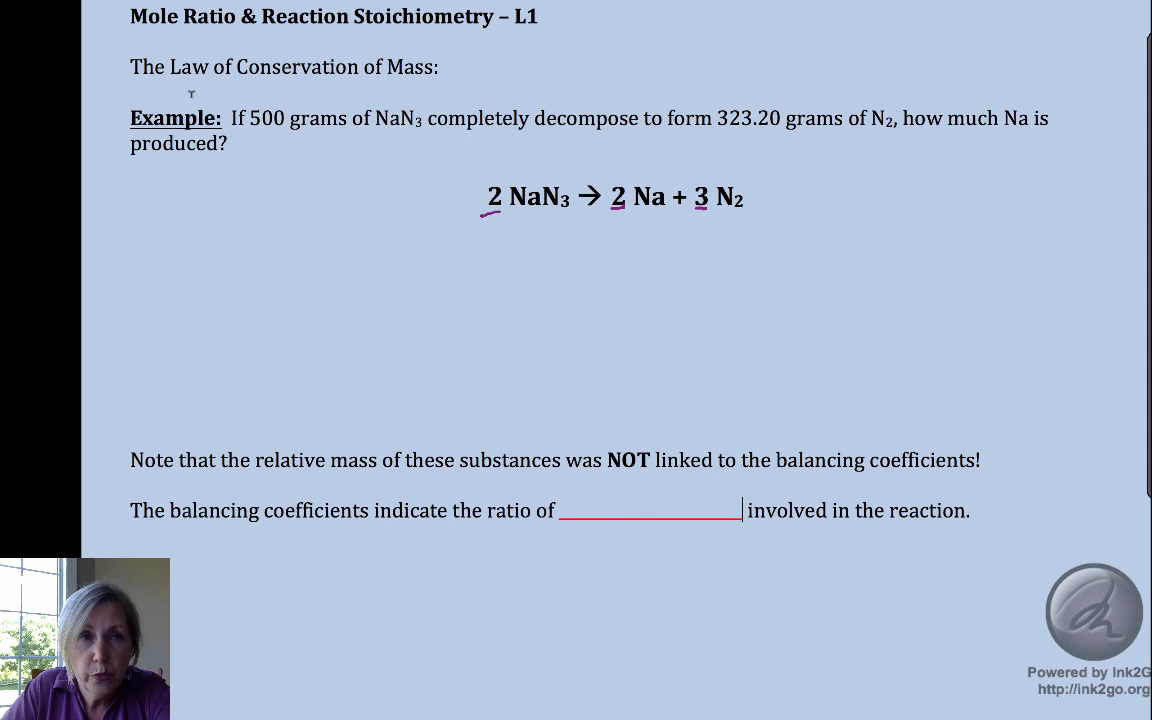 Mole Ratio & Reaction Stoichiometry – L1
The Law of Conservation of Mass:
Example: If 500 grams of NaN₃ completely decompose to form 323.20 grams of N₂, how much Na is
produced?
2 NaN₃ → 2 Na + 3 N₂
Note that the relative mass of these substances was NOT linked to the balancing coefficients!
The balancing coefficients indicate the ratio of ____________________ involved in the reaction.
Powered by Ink2G
http://ink2go.org